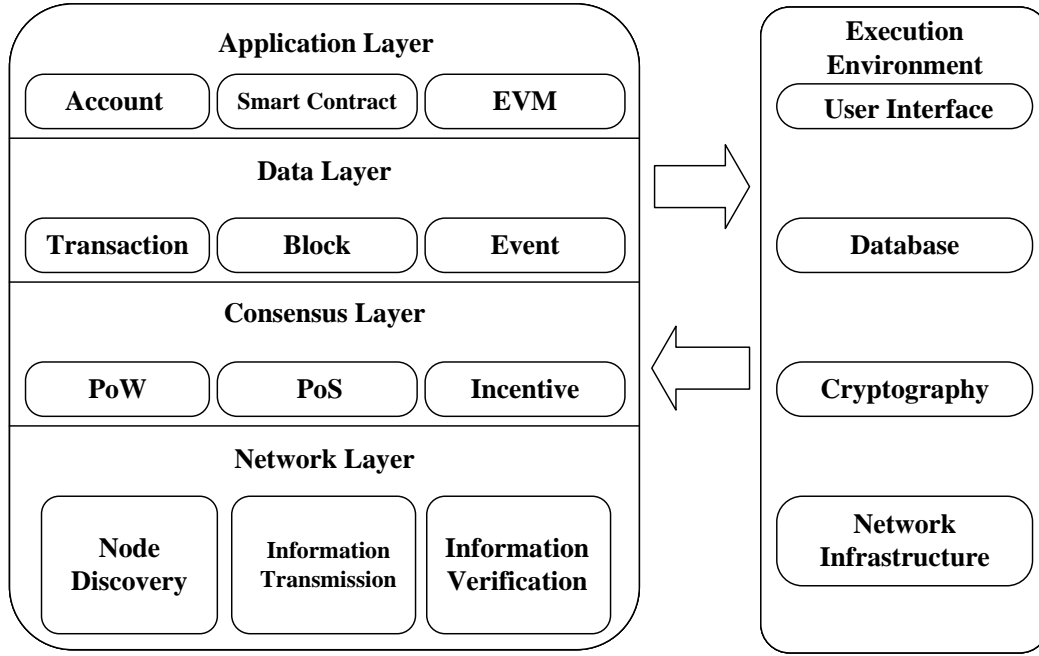 Application Layer
Account
Smart Contract
EVM
Data Layer
Transaction
Block
Event
Consensus Layer
PoW
PoS
Incentive
Network Layer
Node
Discovery
Information
Transmission
Information
Verification
Execution
Environment
User Interface
Database
Cryptography
Network
Infrastructure